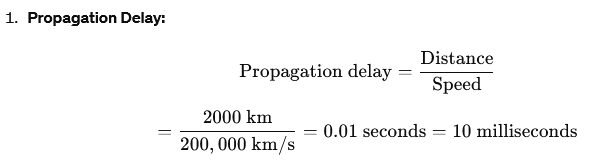 1. Propagation Delay:
Propagation delay = Distance / Speed
= 2000 km / 200,000 km/s = 0.01 seconds = 10 milliseconds